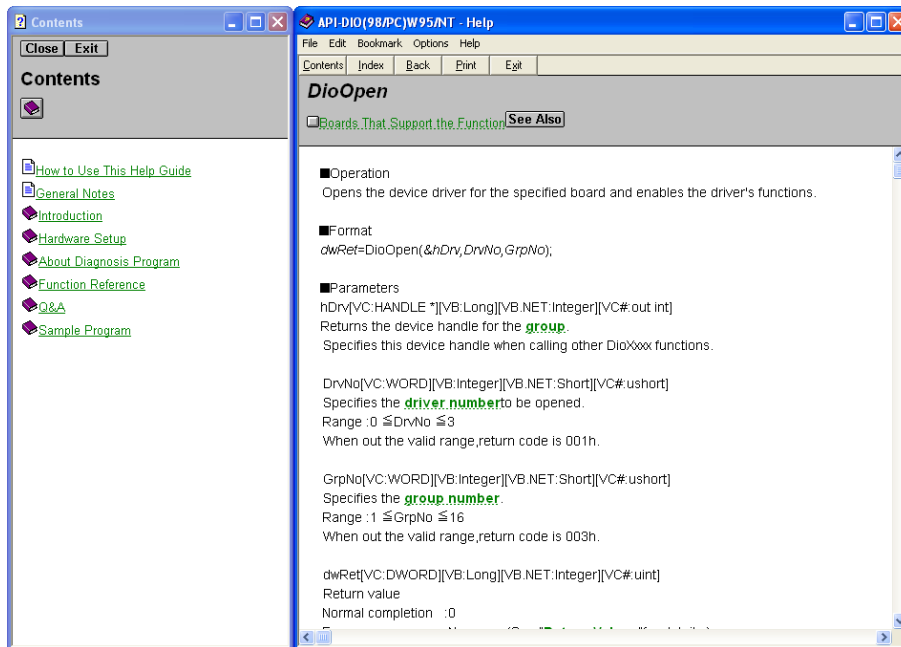 Contents
Close Exit
Contents
How to Use This Help Guide
General Notes
Introduction
Hardware Setup
About Diagnosis Program
Function Reference
Q&A
Sample Program
API-DIO(98/PC)W95/NT - Help
File Edit Bookmark Options Help
Contents Index Back Print Exit
DioOpen
Boards That Support the Function See Also
■Operation
Opens the device driver for the specified board and enables the driver's functions.
■Format
dwRef=DioOpen(&hDrv,DrvNo,GrpNo);
■Parameters
hDrv[VC:HANDLE *][VB:Long][VB.NET:Integer][VC#:out int]
Returns the device handle for the group.
Specifies this device handle when calling other DioXxxx functions.
DrvNo[VC:WORD][VB:Integer][VB.NET:Short][VC#:ushort]
Specifies the driver numberto be opened.
Range :0 ≦DrvNo ≦3
When out the valid range,return code is 001h.
GrpNo[VC:WORD][VB:Integer][VB.NET:Short][VC#:ushort]
Specifies the group number.
Range :1 ≦GrpNo ≦16
When out the valid range,return code is 003h.
dwRet[VC:DWORD][VB:Long][VB.NET:Integer][VC#:uint]
Return value
Normal completion :0